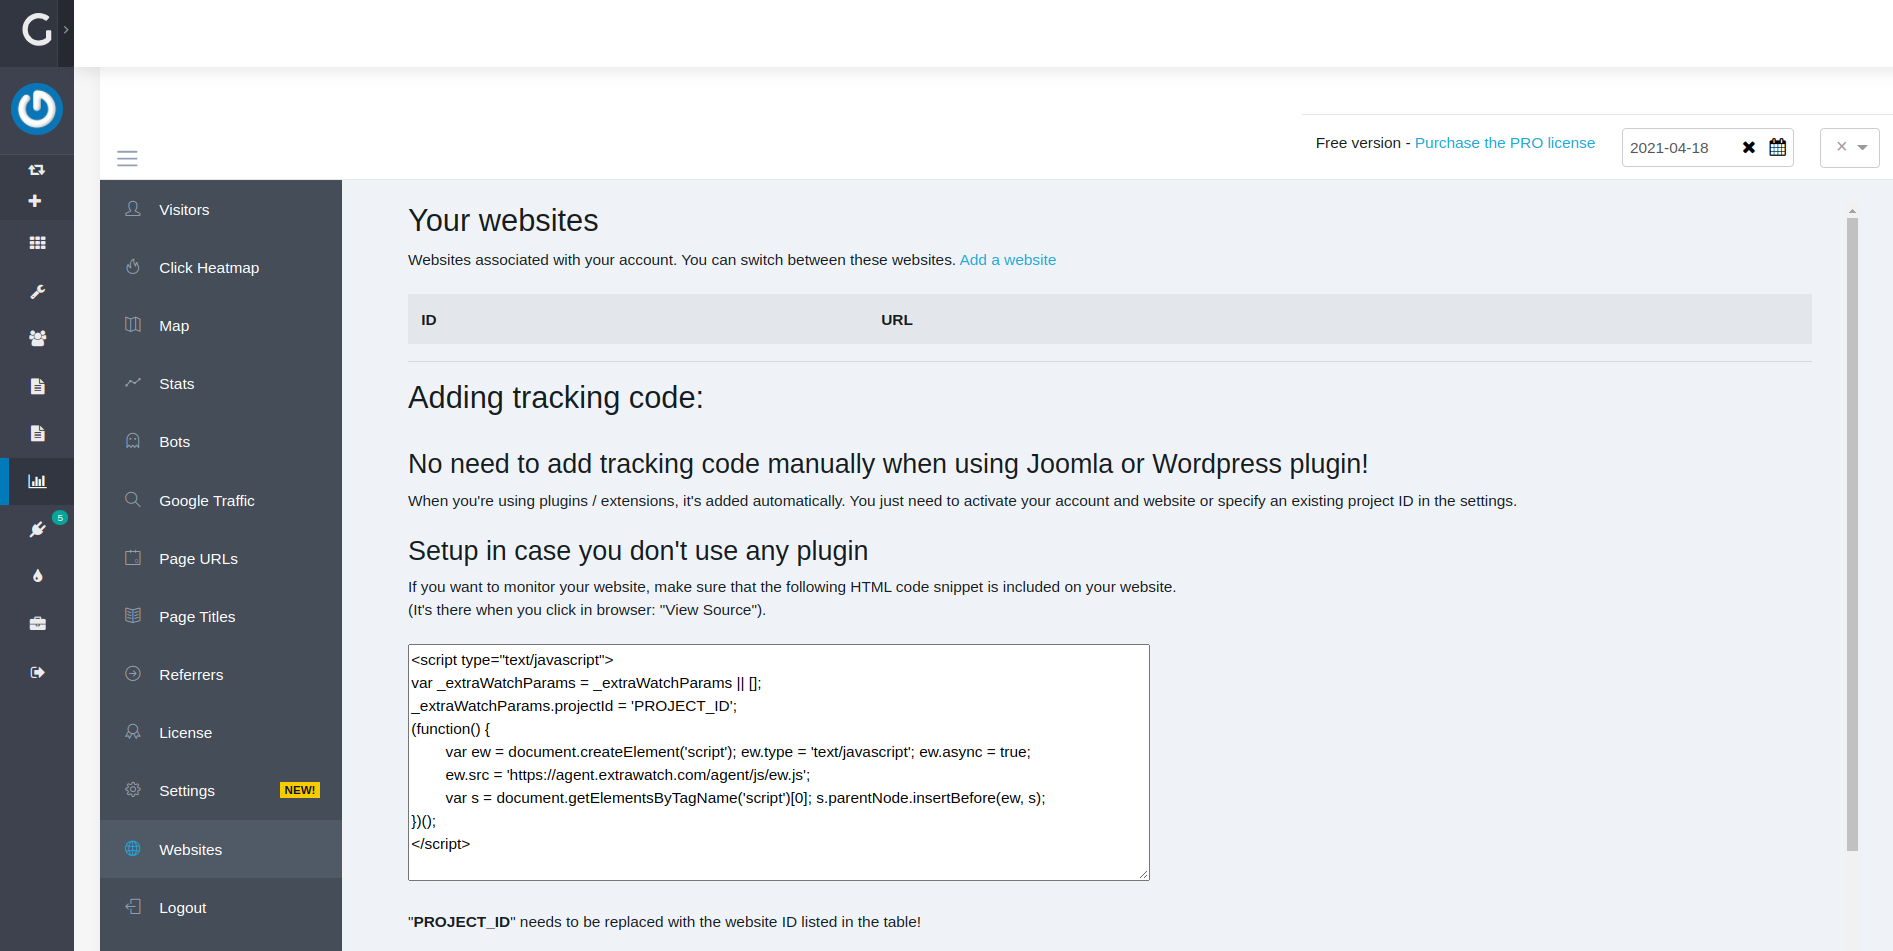 G
Free version - Purchase the PRO license
2021-04-18
Visitors
Click Heatmap
Map
Stats
Bots
Google Traffic
Page URLs
Page Titles
Referrers
License
Settings
NEW!
Websites
Logout
5
Your websites
Websites associated with your account. You can switch between these websites. Add a website
ID URL
Adding tracking code:
No need to add tracking code manually when using Joomla or Wordpress plugin!
When you're using plugins / extensions, it's added automatically. You just need to activate your account and website or specify an existing project ID in the settings.
Setup in case you don't use any plugin
If you want to monitor your website, make sure that the following HTML code snippet is included on your website.
(It's there when you click in browser: "View Source").
<script type="text/javascript">
var _extraWatchParams = _extraWatchParams || [];
_extraWatchParams.projectId = 'PROJECT_ID';
(function() {
var ew = document.createElement('script'); ew.type = 'text/javascript'; ew.async = true;
ew.src = 'https://agent.extrawatch.com/agent/js/ew.js';
var s = document.getElementsByTagName('script')[0]; s.parentNode.insertBefore(ew, s);
})();
</script>
"PROJECT_ID" needs to be replaced with the website ID listed in the table!